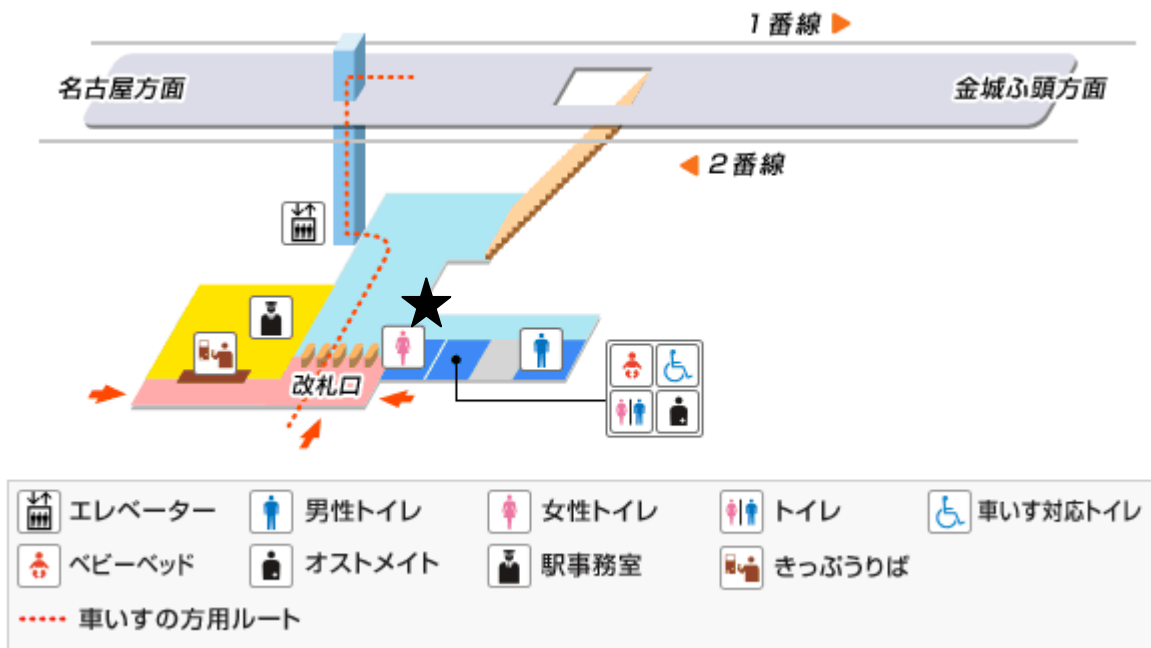 1番線
名古屋方面
金城ふ頭方面
2番線
改札口
エレベーター
男性トイレ
女性トイレ
トイレ
車いす対応トイレ
ベビーベッド
オストメイト
駅事務室
きっぷうりば
車いすの方用ルート